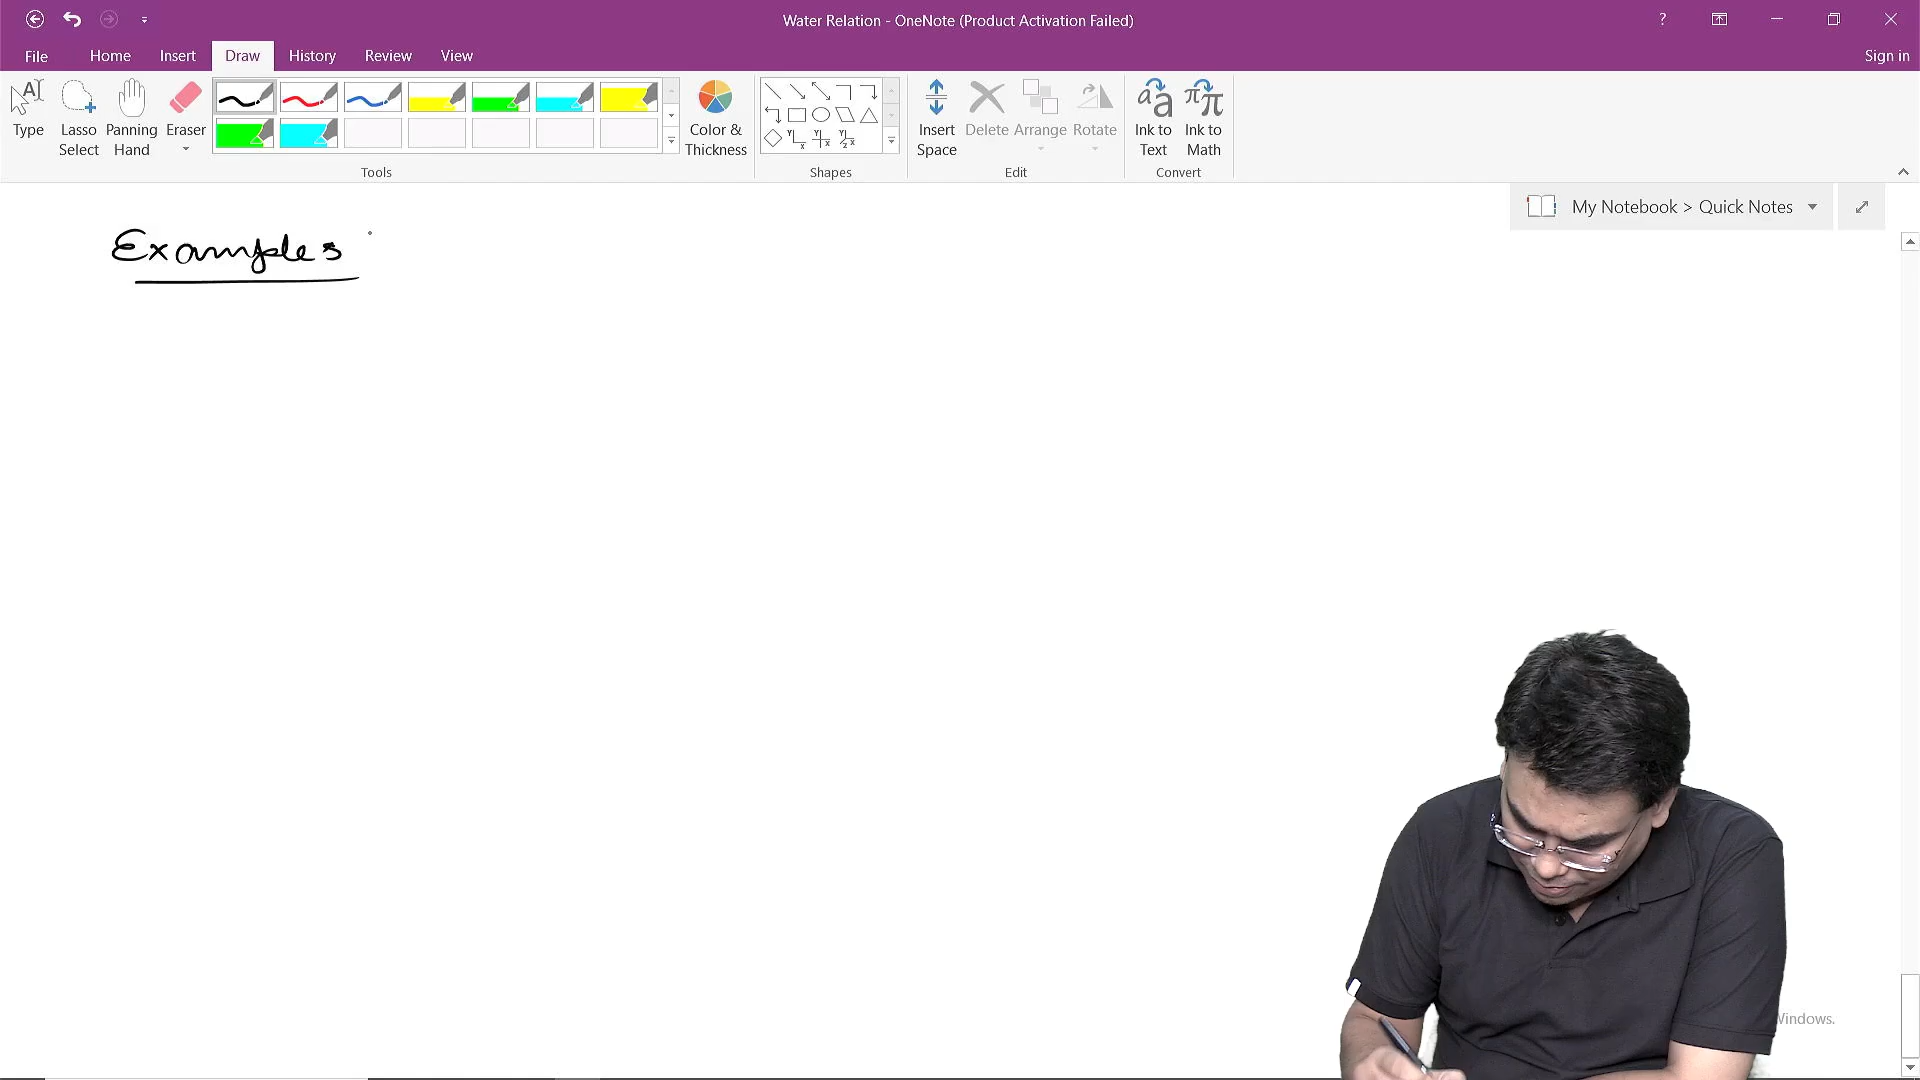 Water Relation - OneNote (Product Activation Failed)
?
File Home Insert Draw History Review View
Sign in
Type
Lasso Select
Panning Hand
Eraser
Color & Thickness
Insert Space
Delete
Arrange
Rotate
Ink to Text
Ink to Math
Tools
Shapes
Edit
Convert
My Notebook > Quick Notes
Examples
Windows.